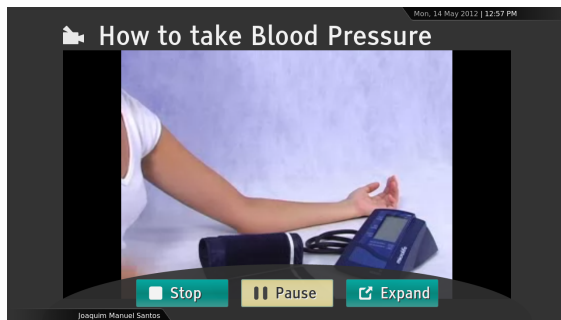 Mon, 14 May 2012 | 12:57 PM
How to take Blood Pressure
Stop
Pause
Expand
Joaquim Manuel Santos